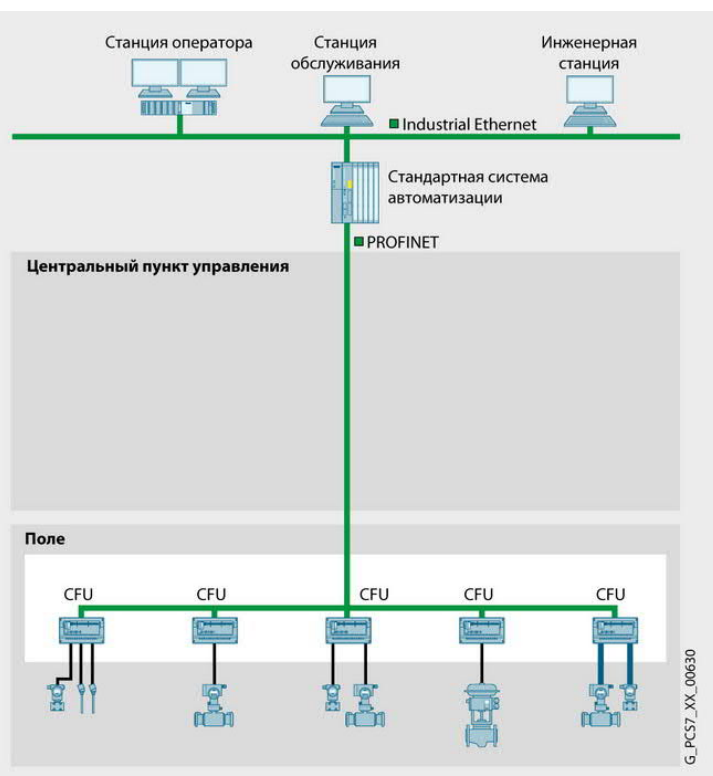 Станция оператора
Станция
обслуживания
Инженерная
станция
Industrial Ethernet
Стандартная система
автоматизации
PROFINET
Центральный пункт управления
Поле
CFU
CFU
CFU
CFU
CFU
G_PCS7_XX_00630